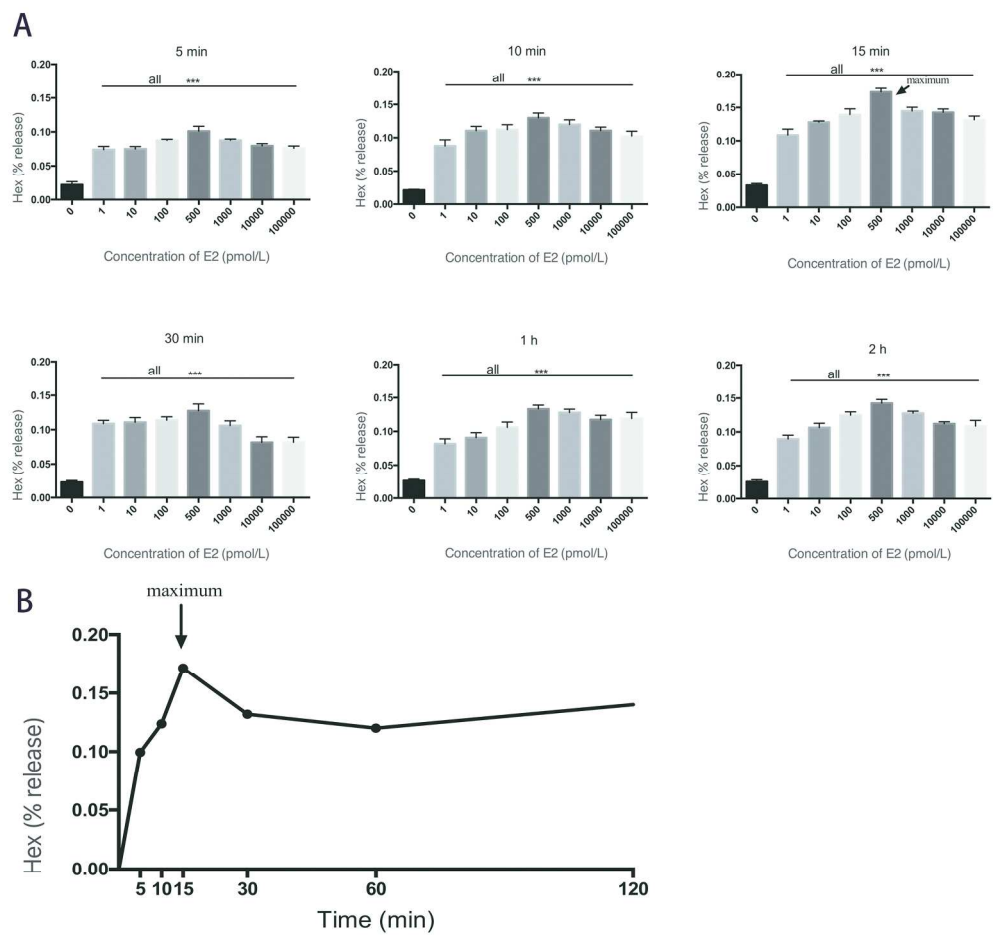 A
5 min
all ***
Hex (% release)
0.20
0.15
0.10
0.05
0.00
0 1 10 100 500 1000 10000 100000
Concentration of E2 (pmol/L)
10 min
all ***
Hex (% release)
0.20
0.15
0.10
0.05
0.00
0 1 10 100 500 1000 10000 100000
Concentration of E2 (pmol/L)
15 min
all ***
maximum
Hex (% release)
0.20
0.15
0.10
0.05
0.00
0 1 10 100 500 1000 10000 100000
Concentration of E2 (pmol/L)
30 min
all ***
Hex (% release)
0.20
0.15
0.10
0.05
0.00
0 1 10 100 500 1000 10000 100000
Concentration of E2 (pmol/L)
1 h
all ***
Hex (% release)
0.20
0.15
0.10
0.05
0.00
0 1 10 100 500 1000 10000 100000
Concentration of E2 (pmol/L)
2 h
all ***
Hex (% release)
0.20
0.15
0.10
0.05
0.00
0 1 10 100 500 1000 10000 100000
Concentration of E2 (pmol/L)
B
maximum
Hex (% release)
0.20
0.15
0.10
0.05
0.00
5 10 15 30 60 120
Time (min)